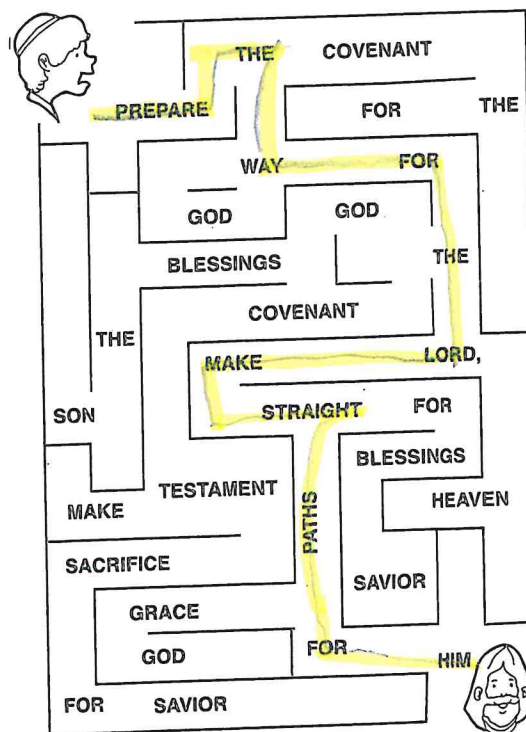 THE COVENANT
PREPARE FOR THE
WAY FOR
GOD GOD
BLESSINGS THE
COVENANT
THE
MAKE LORD,
SON STRAIGHT FOR
BLESSINGS
TESTAMENT HEAVEN
MAKE
PATHS
SACRIFICE
SAVIOR
GRACE
GOD FOR HIM
FOR SAVIOR